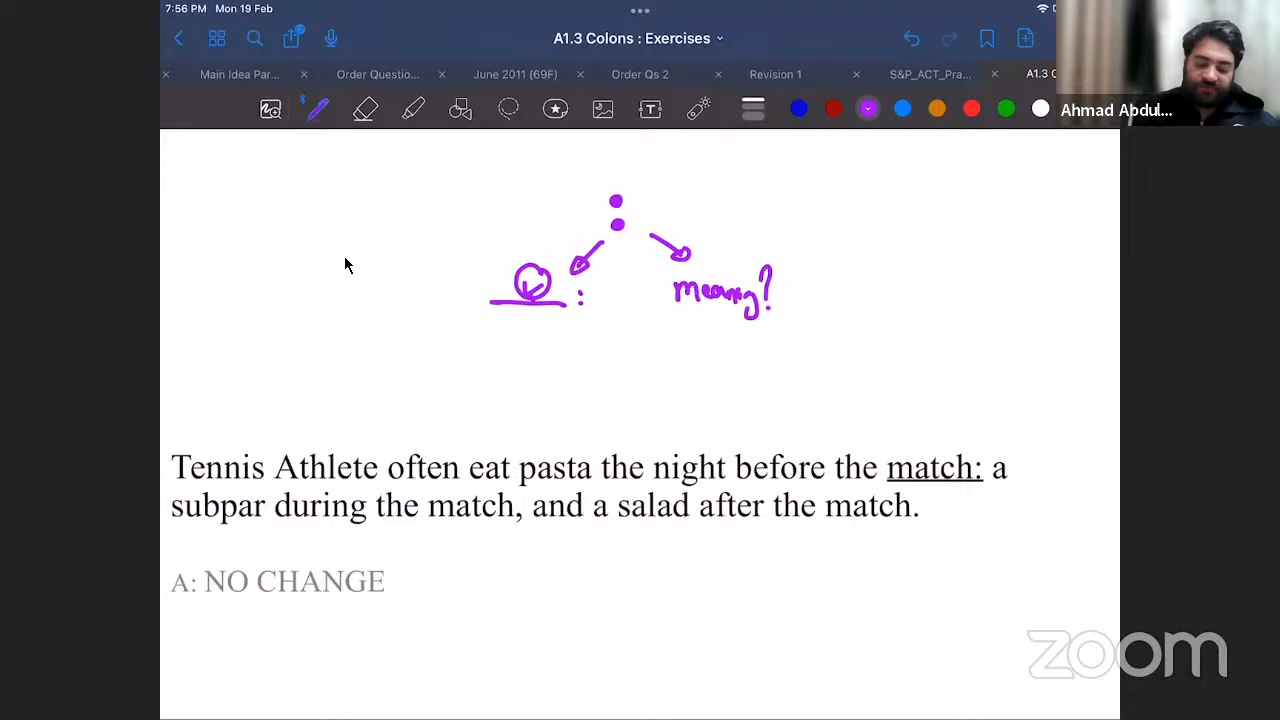 7:56 PM Mon 19 Feb
A1.3 Colons : Exercises
Main Idea Par...
Order Questio...
June 2011 (69F)
Order Qs 2
Revision 1
S&P_ACT_Pra...
A1.3 C
Ahmad Abdul...
:
: meaning?
Tennis Athlete often eat pasta the night before the match: a
subpar during the match, and a salad after the match.
A: NO CHANGE
zoom